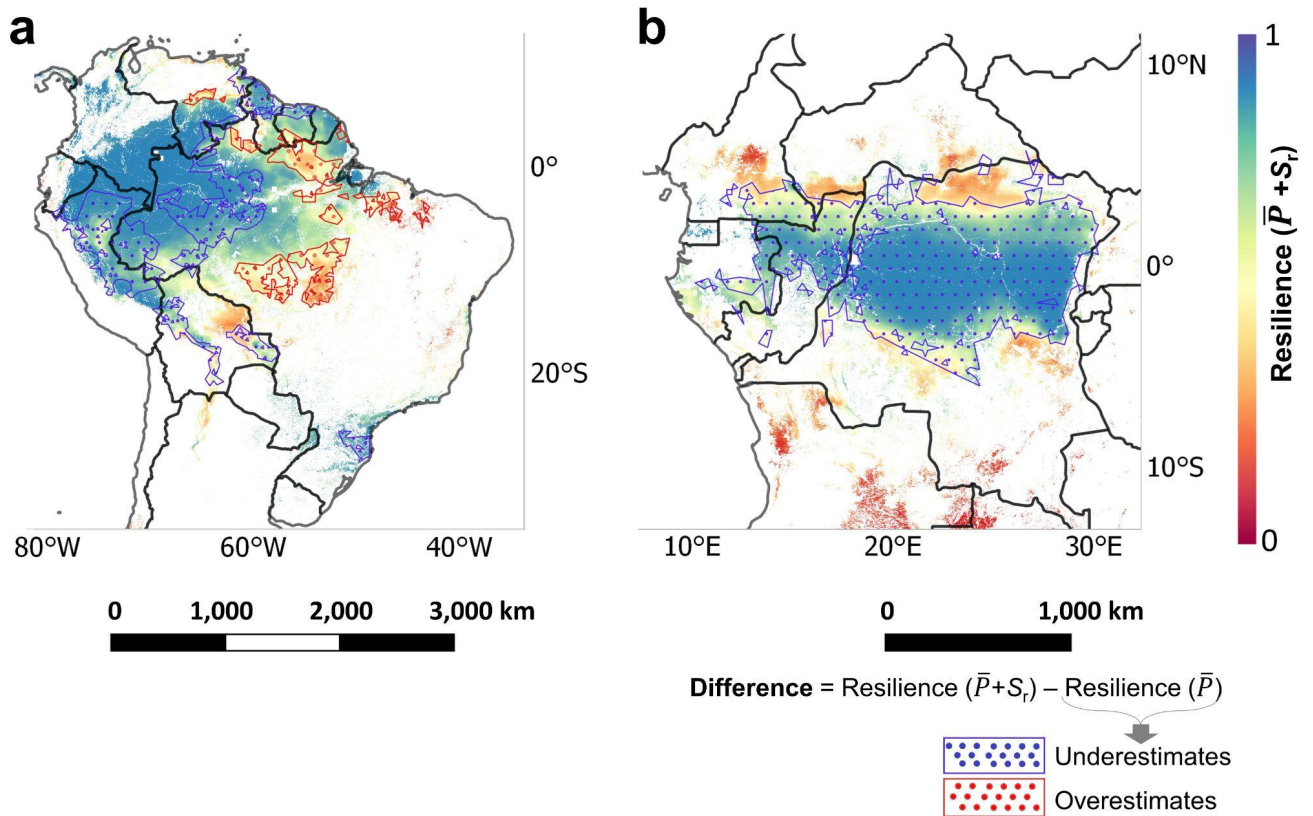 a
b
0°
20°S
80°W 60°W 40°W
10°N
0°
10°S
10°E 20°E 30°E
1
Resilience (P̅ +Sᵣ)
0
0 1,000 2,000 3,000 km
0 1,000 km
Difference = Resilience (P̅+Sᵣ) – Resilience (P̅)
Underestimates
Overestimates